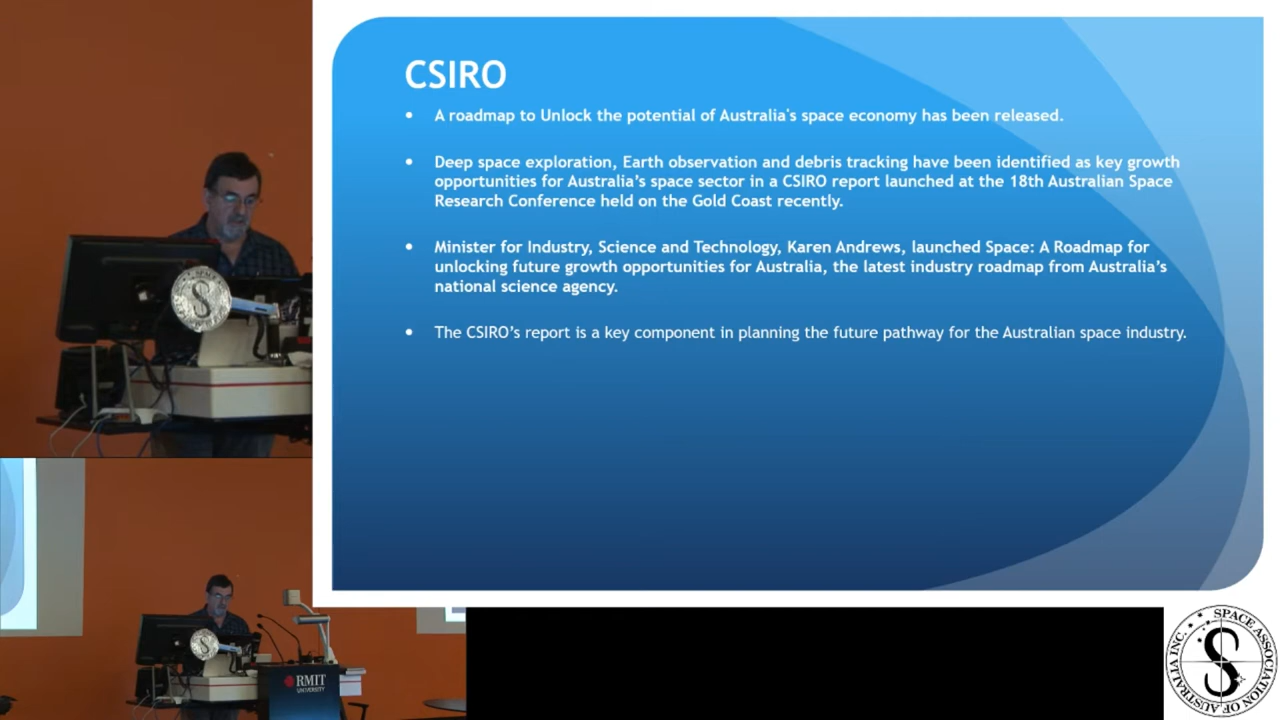 CSIRO
• A roadmap to Unlock the potential of Australia's space economy has been released.
• Deep space exploration, Earth observation and debris tracking have been identified as key growth
opportunities for Australia's space sector in a CSIRO report launched at the 18th Australian Space
Research Conference held on the Gold Coast recently.
• Minister for Industry, Science and Technology, Karen Andrews, launched Space: A Roadmap for
unlocking future growth opportunities for Australia, the latest industry roadmap from Australia's
national science agency.
• The CSIRO's report is a key component in planning the future pathway for the Australian space industry.
RMIT
UNIVERSITY
SPACE ASSOCIATION OF AUSTRALIA INC.
S